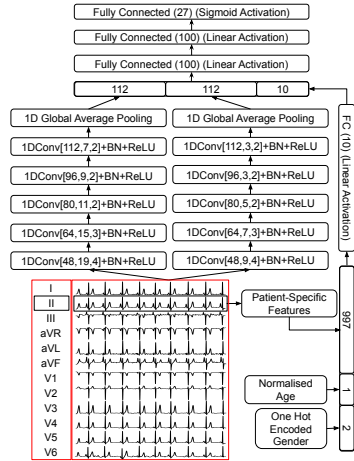 Fully Connected (27) (Sigmoid Activation)
Fully Connected (100) (Linear Activation)
Fully Connected (100) (Linear Activation)
112 112 10
1D Global Average Pooling 1D Global Average Pooling
1DConv[112,7,2]+BN+ReLU 1DConv[112,3,2]+BN+ReLU
1DConv[96,9,2]+BN+ReLU 1DConv[96,3,2]+BN+ReLU
1DConv[80,11,2]+BN+ReLU 1DConv[80,5,2]+BN+ReLU
1DConv[64,15,3]+BN+ReLU 1DConv[64,7,3]+BN+ReLU
1DConv[48,19,4]+BN+ReLU 1DConv[48,9,4]+BN+ReLU
FC (10) (Linear Activation)
I
II
III
aVR
aVL
aVF
V1
V2
V3
V4
V5
V6
Patient-Specific
Features
997
Normalised
Age
1
One Hot
Encoded
Gender
2